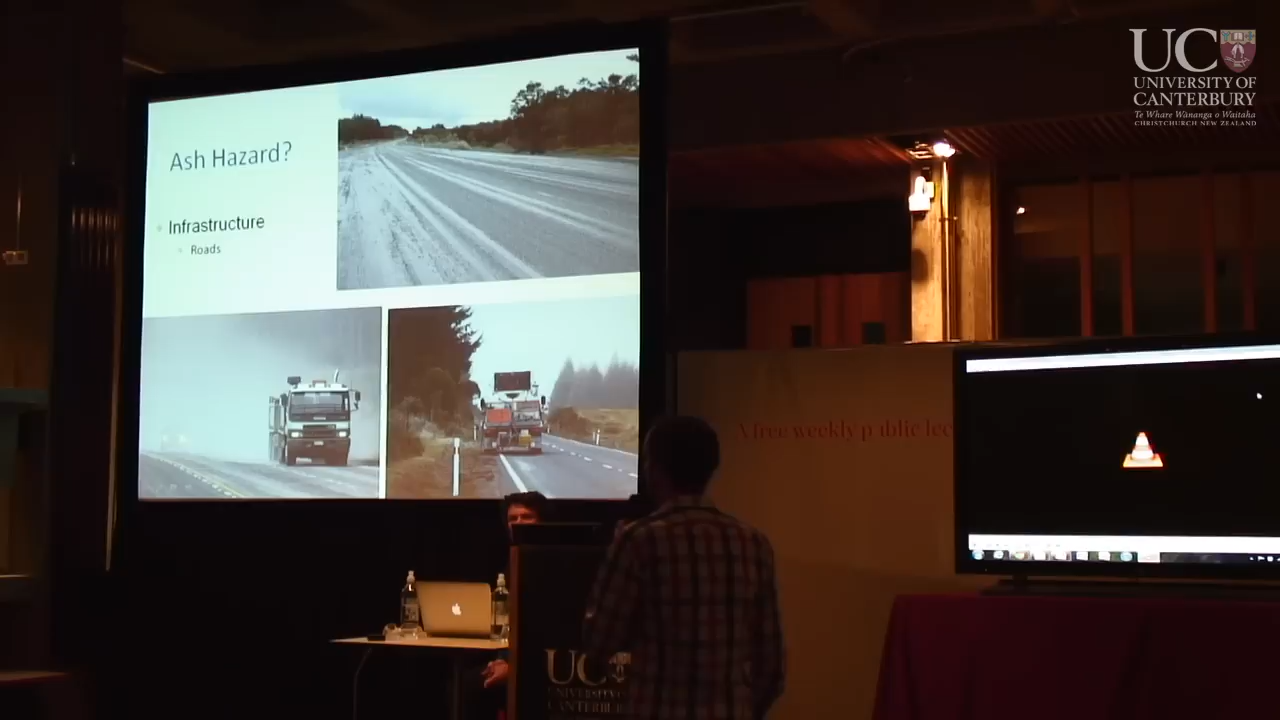 UC
UNIVERSITY OF
CANTERBURY
Te Whare Wānanga o Waitaha
CHRISTCHURCH NEW ZEALAND
Ash Hazard?
Infrastructure
Roads
A free weekly public lec
UC
UNIVERSITY OF
CANTERBURY